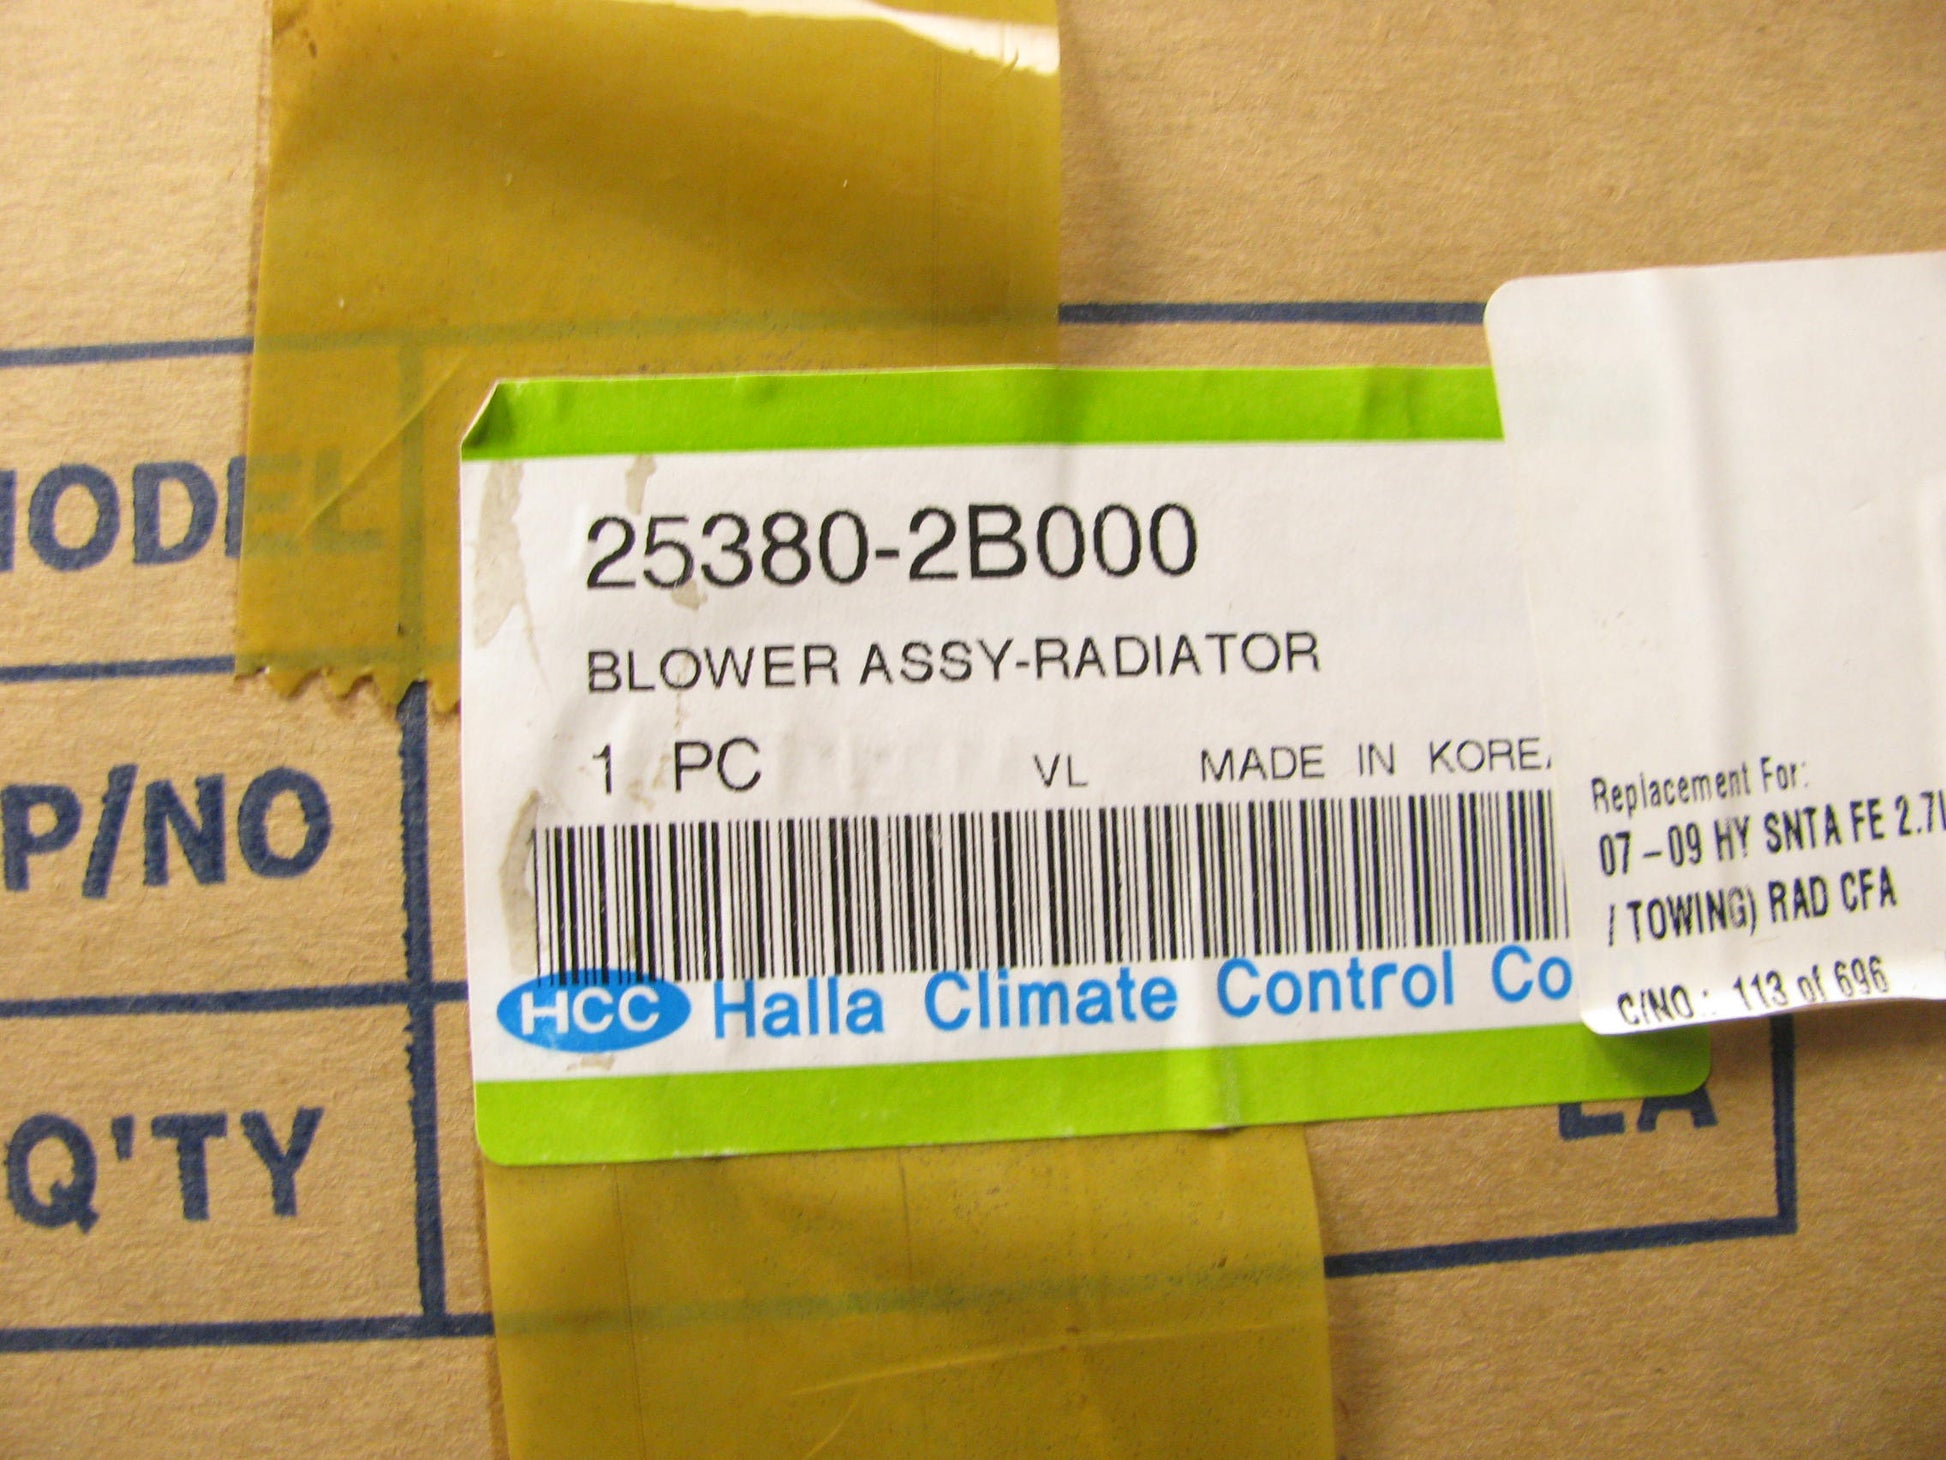 MODEL
P/NO
Q'TY
25380-2B000
BLOWER ASSY-RADIATOR
1 PC VL MADE IN KOREA
HCC Halla Climate Control Co
EA
Replacement For:
07-09 HY SNTA FE 2.7
/ TOWING) RAD CFA
C/NO.: 113 of 696